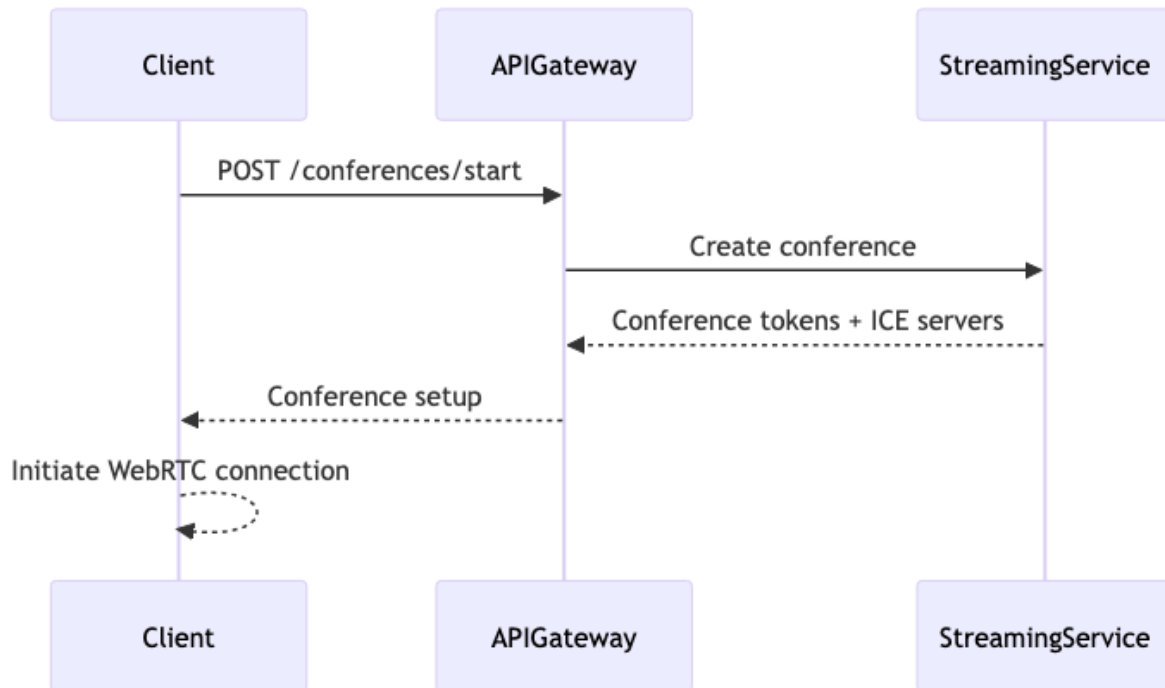 Client
APIGateway
StreamingService
POST /conferences/start
Create conference
Conference tokens + ICE servers
Conference setup
Initiate WebRTC connection
Client
APIGateway
StreamingService